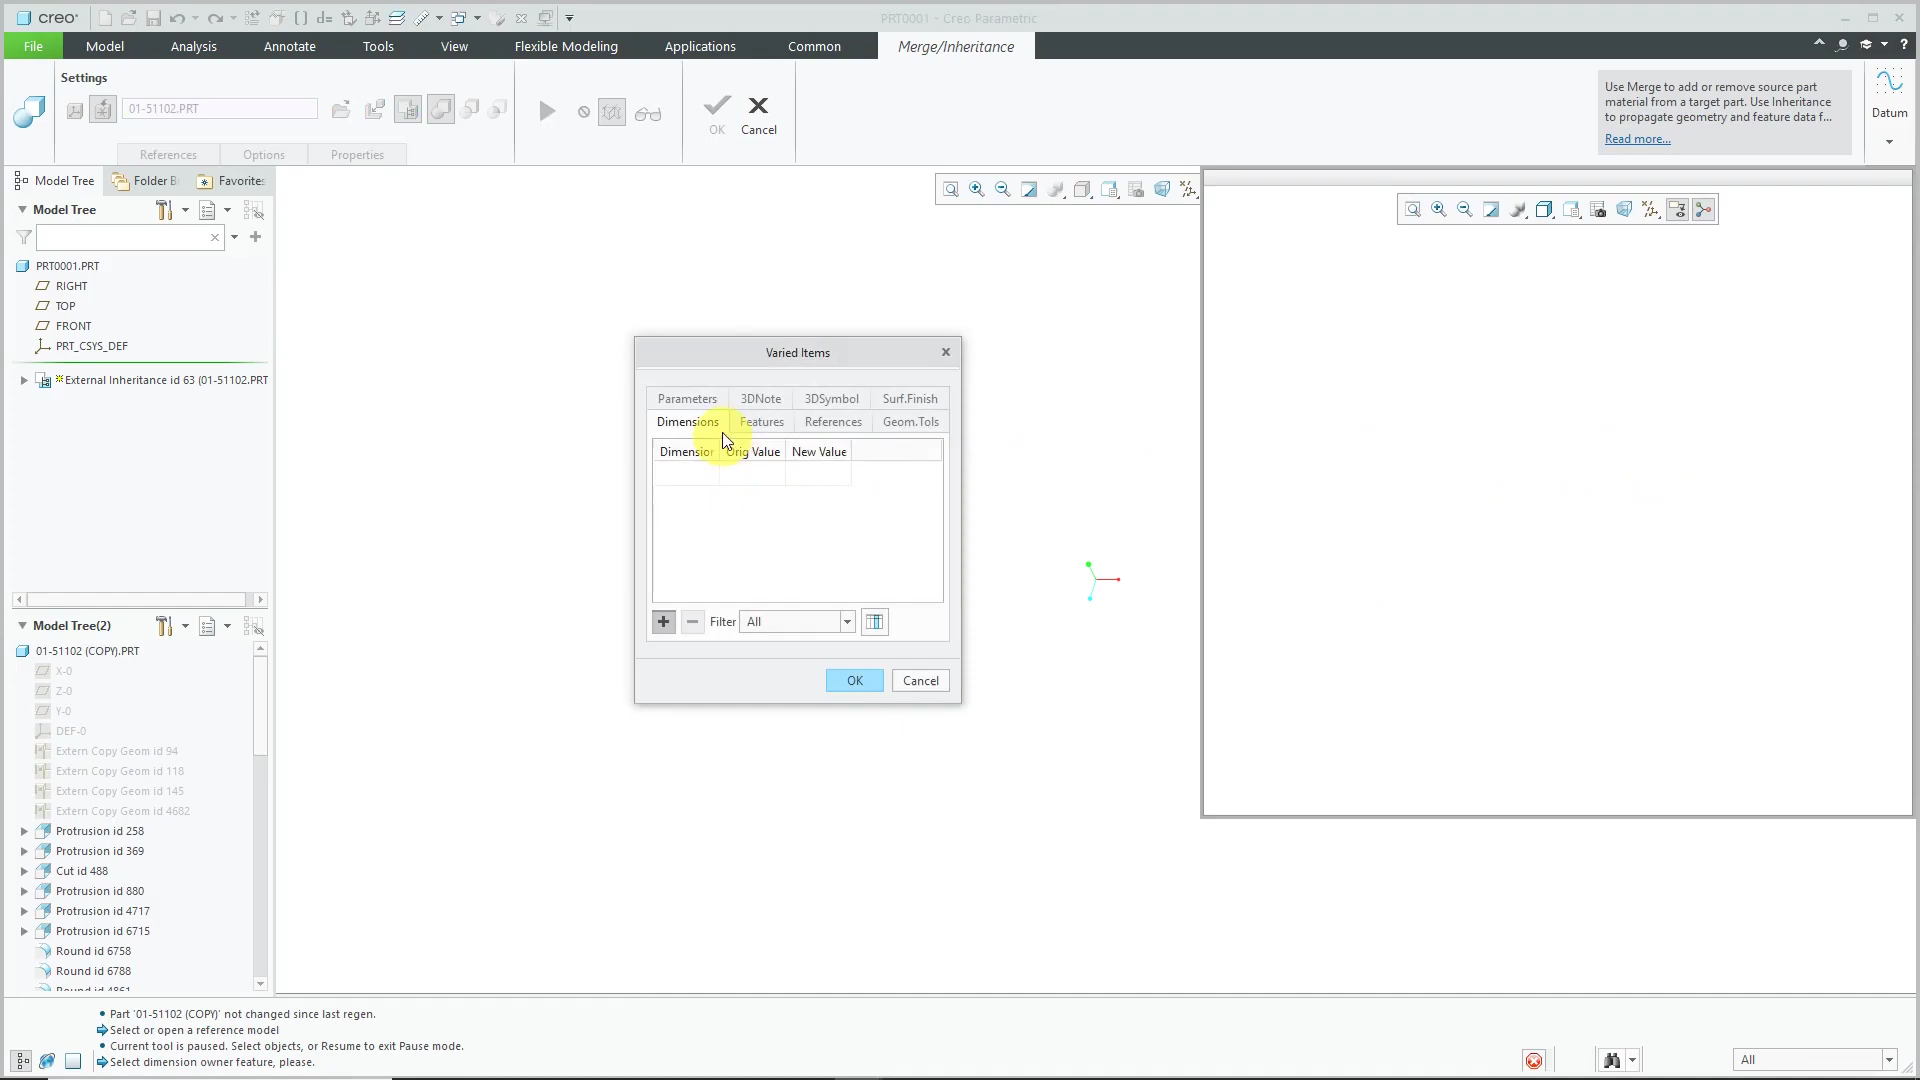 creo
PRT0001 - Creo Parametric
File Model Analysis Annotate Tools View Flexible Modeling Applications Common Merge/Inheritance
Settings
01-51102.PRT
OK Cancel
References Options Properties
Use Merge to add or remove source part
material from a target part. Use Inheritance
to propagate geometry and feature data f...
Read more...
Datum
Model Tree Folder B Favorites
Model Tree
PRT0001.PRT
RIGHT
TOP
FRONT
PRT_CSYS_DEF
External Inheritance id 63 (01-51102.PRT
Varied Items
Parameters 3DNote 3DSymbol Surf.Finish
Dimensions Features References Geom.Tols
Dimension Orig Value New Value
Filter All
OK Cancel
Model Tree(2)
01-51102 (COPY).PRT
X-0
Z-0
Y-0
DEF-0
Extern Copy Geom id 94
Extern Copy Geom id 118
Extern Copy Geom id 145
Extern Copy Geom id 4682
Protrusion id 258
Protrusion id 369
Cut id 488
Protrusion id 880
Protrusion id 4717
Protrusion id 6715
Round id 6758
Round id 6788
Round id 4861
Part '01-51102 (COPY)' not changed since last regen.
Select or open a reference model
Current tool is paused. Select objects, or Resume to exit Pause mode.
Select dimension owner feature, please.
All